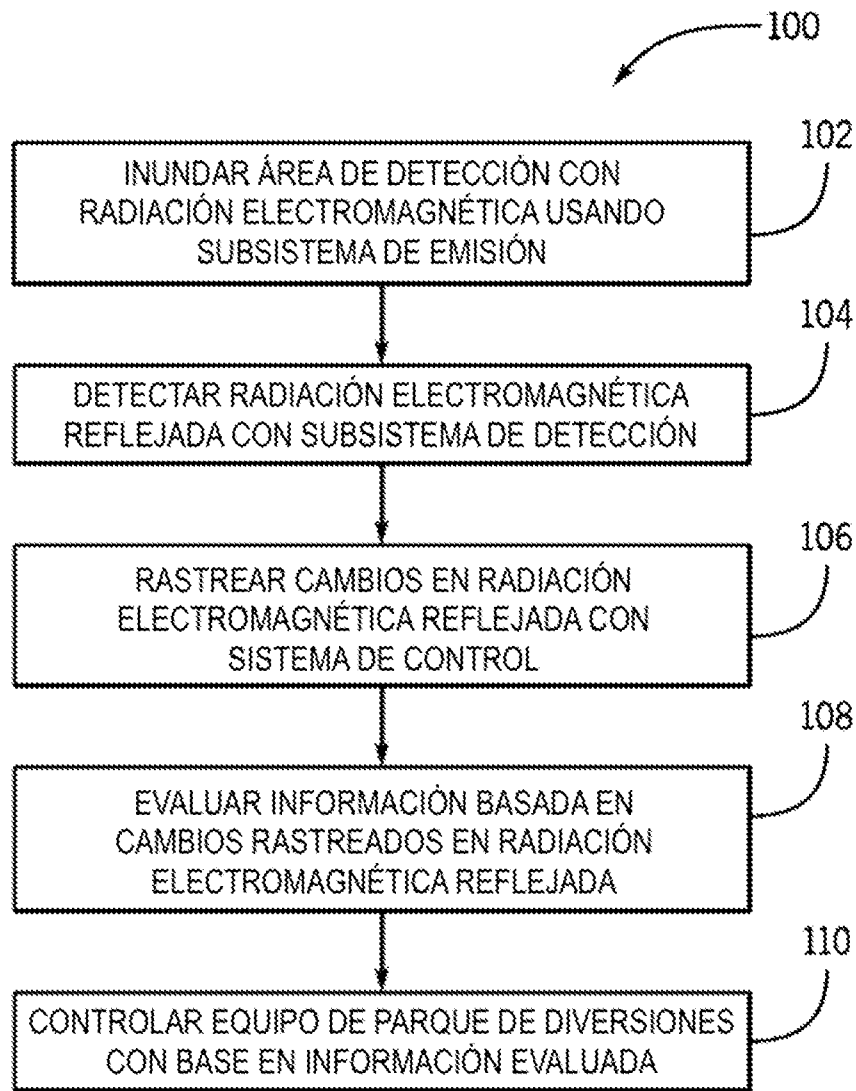 100
102
INUNDAR ÁREA DE DETECCIÓN CON
RADIACIÓN ELECTROMAGNÉTICA USANDO
SUBSISTEMA DE EMISIÓN
104
DETECTAR RADIACIÓN ELECTROMAGNÉTICA
REFLEJADA CON SUBSISTEMA DE DETECCIÓN
106
RASTREAR CAMBIOS EN RADIACIÓN
ELECTROMAGNÉTICA REFLEJADA CON
SISTEMA DE CONTROL
108
EVALUAR INFORMACIÓN BASADA EN
CAMBIOS RASTREADOS EN RADIACIÓN
ELECTROMAGNÉTICA REFLEJADA
110
CONTROLAR EQUIPO DE PARQUE DE DIVERSIONES
CON BASE EN INFORMACIÓN EVALUADA